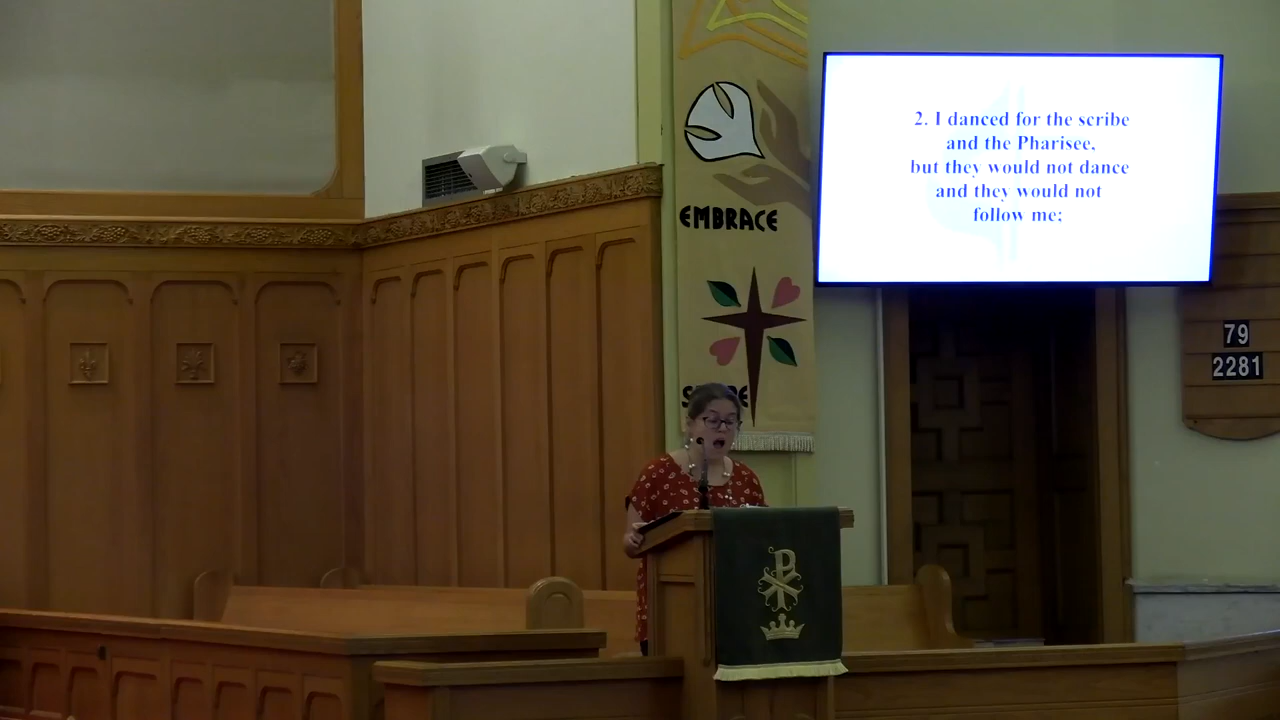 EMBRACE
2. I danced for the scribe
and the Pharisee,
but they would not dance
and they would not
follow me;
79
2281